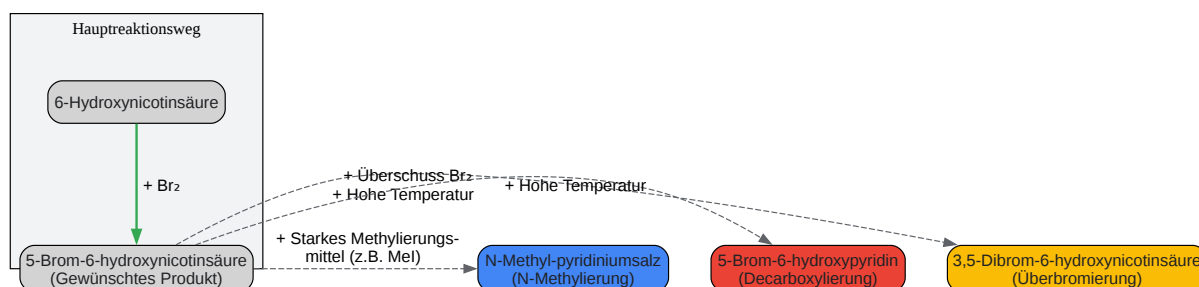 Hauptreaktionsweg
6-Hydroxynicotinsäure
+ Br₂
+ Überschuss Br₂
+ Hohe Temperatur
+ Hohe Temperatur
+ Starkes Methylierungs-
mittel (z.B. MeI)
5-Brom-6-hydroxynicotinsäure
(Gewünschtes Produkt)
N-Methyl-pyridiniumsalz
(N-Methylierung)
5-Brom-6-hydroxypyridin
(Decarboxylierung)
3,5-Dibrom-6-hydroxynicotinsäure
(Überbromierung)